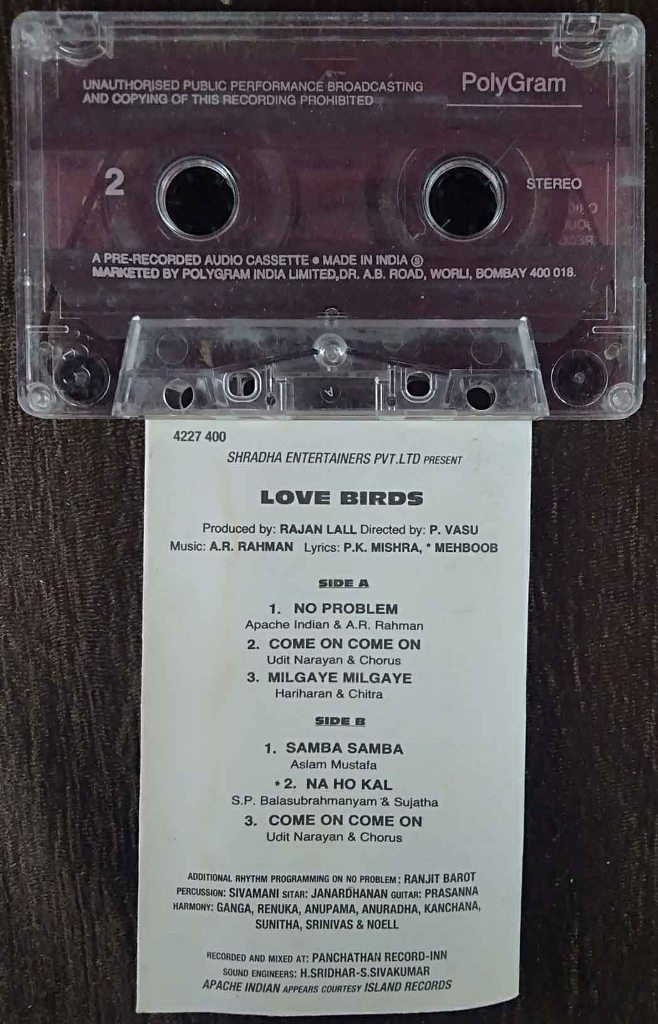 UNAUTHORISED PUBLIC PERFORMANCE BROADCASTING
AND COPYING OF THIS RECORDING PROHIBITED
PolyGram
2
STEREO
A PRE-RECORDED AUDIO CASSETTE ● MADE IN INDIA Ⓟ
MARKETED BY POLYGRAM INDIA LIMITED,DR. A.B. ROAD, WORLI, BOMBAY 400 018.
4227 400
SHRADHA ENTERTAINERS PVT.LTD PRESENT
LOVE BIRDS
Produced by: RAJAN LALL Directed by: P. VASU
Music: A.R. RAHMAN Lyrics: P.K. MISHRA, * MEHBOOB
SIDE A
1. NO PROBLEM
Apache Indian & A.R. Rahman
2. COME ON COME ON
Udit Narayan & Chorus
3. MILGAYE MILGAYE
Hariharan & Chitra
SIDE B
1. SAMBA SAMBA
Aslam Mustafa
* 2. NA HO KAL
S.P. Balasubrahmanyam & Sujatha
3. COME ON COME ON
Udit Narayan & Chorus
ADDITIONAL RHYTHM PROGRAMMING ON NO PROBLEM : RANJIT BAROT
PERCUSSION: SIVAMANI SITAR: JANARDHANAN GUITAR: PRASANNA
HARMONY: GANGA, RENUKA, ANUPAMA, ANURADHA, KANCHANA,
SUNITHA, SRINIVAS & NOELL
RECORDED AND MIXED AT: PANCHATHAN RECORD-INN
SOUND ENGINEERS: H.SRIDHAR-S.SIVAKUMAR
APACHE INDIAN APPEARS COURTESY ISLAND RECORDS